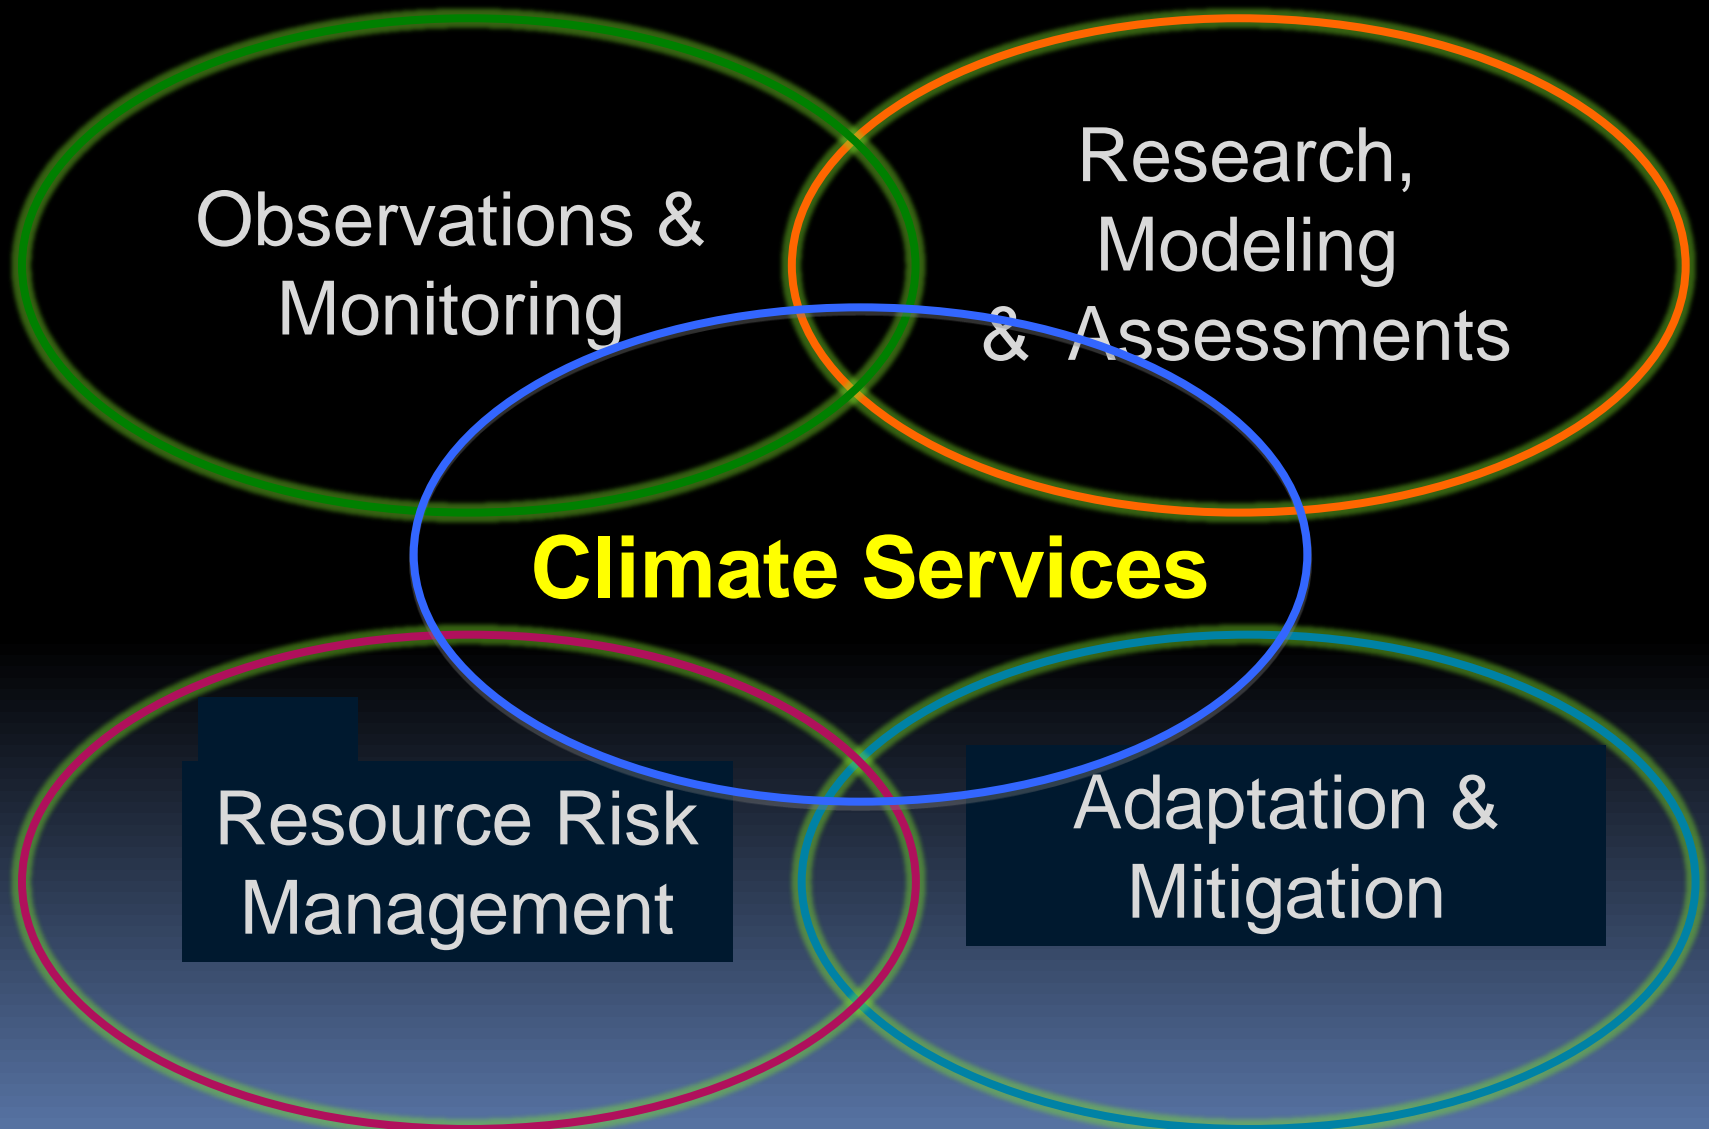 Observations &
Monitoring
Research,
Modeling
& Assessments
Climate Services
Resource Risk
Management
Adaptation &
Mitigation